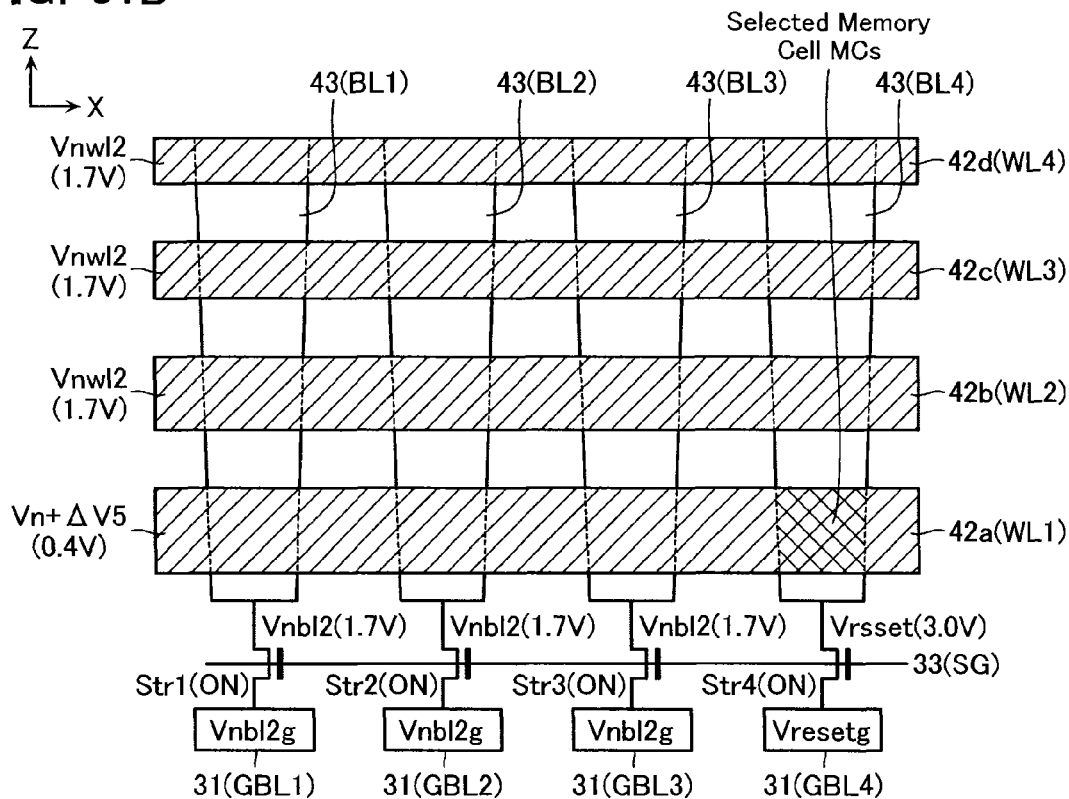 Selected Memory
Cell MCs
Z
X
43(BL1)
43(BL2)
43(BL3)
43(BL4)
Vnwl2
(1.7V)
42d(WL4)
Vnwl2
(1.7V)
42c(WL3)
Vnwl2
(1.7V)
42b(WL2)
Vn+ΔV5
(0.4V)
42a(WL1)
Vnbl2(1.7V)
Vnbl2(1.7V)
Vnbl2(1.7V)
Vrsset(3.0V)
33(SG)
Str1(ON)
Str2(ON)
Str3(ON)
Str4(ON)
Vnbl2g
Vnbl2g
Vnbl2g
Vresetg
31(GBL1)
31(GBL2)
31(GBL3)
31(GBL4)